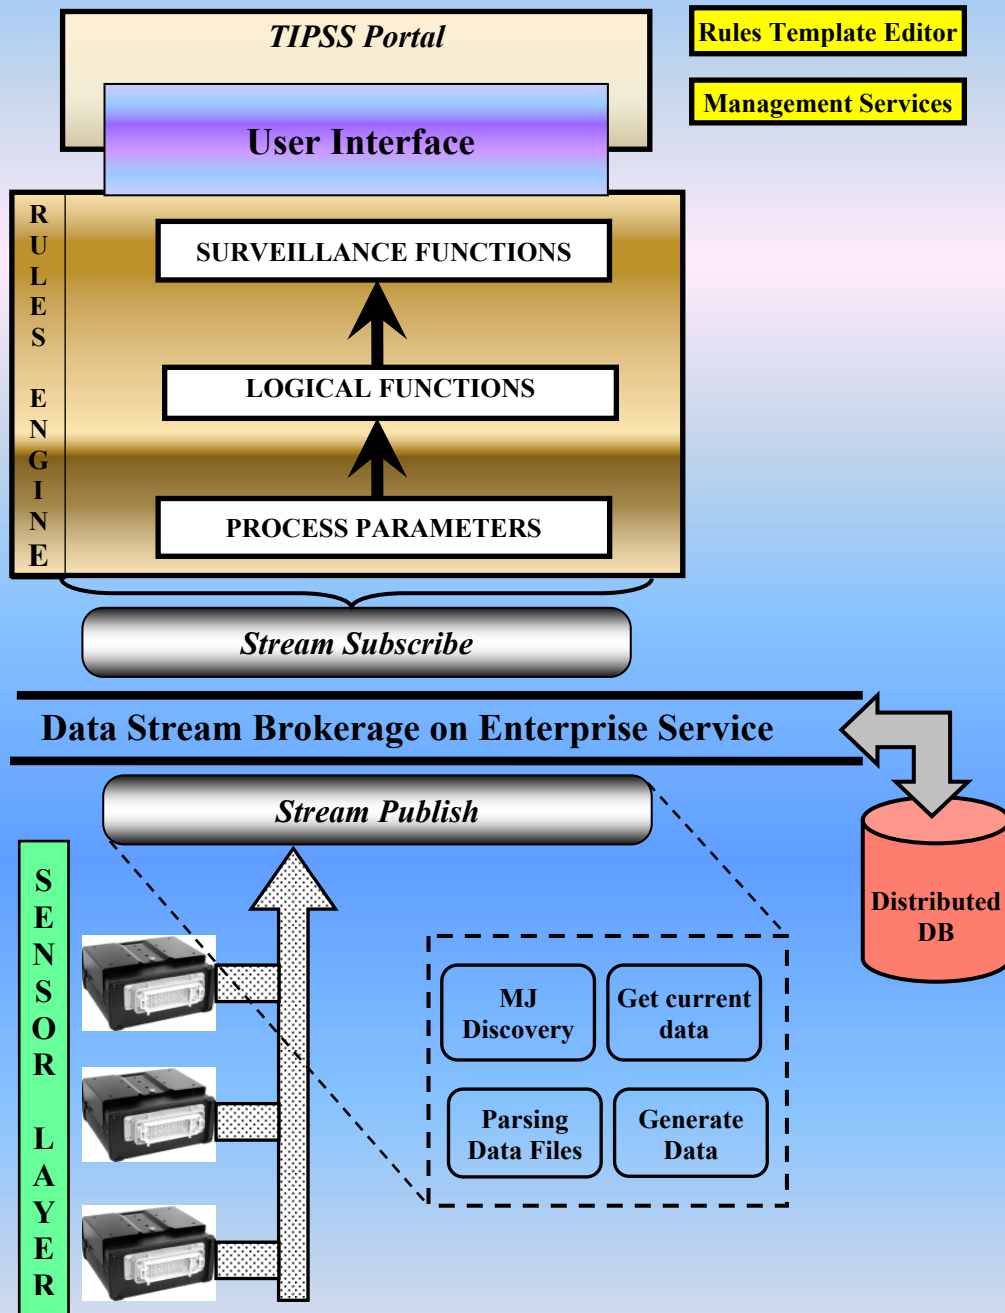 TIPSS Portal
Rules Template Editor
Management Services
User Interface
RULES ENGINE
SURVEILLANCE FUNCTIONS
LOGICAL FUNCTIONS
PROCESS PARAMETERS
Stream Subscribe
Data Stream Brokerage on Enterprise Service
Stream Publish
Distributed
DB
SENSOR LAYER
MJ
Discovery
Get current
data
Parsing
Data Files
Generate
Data